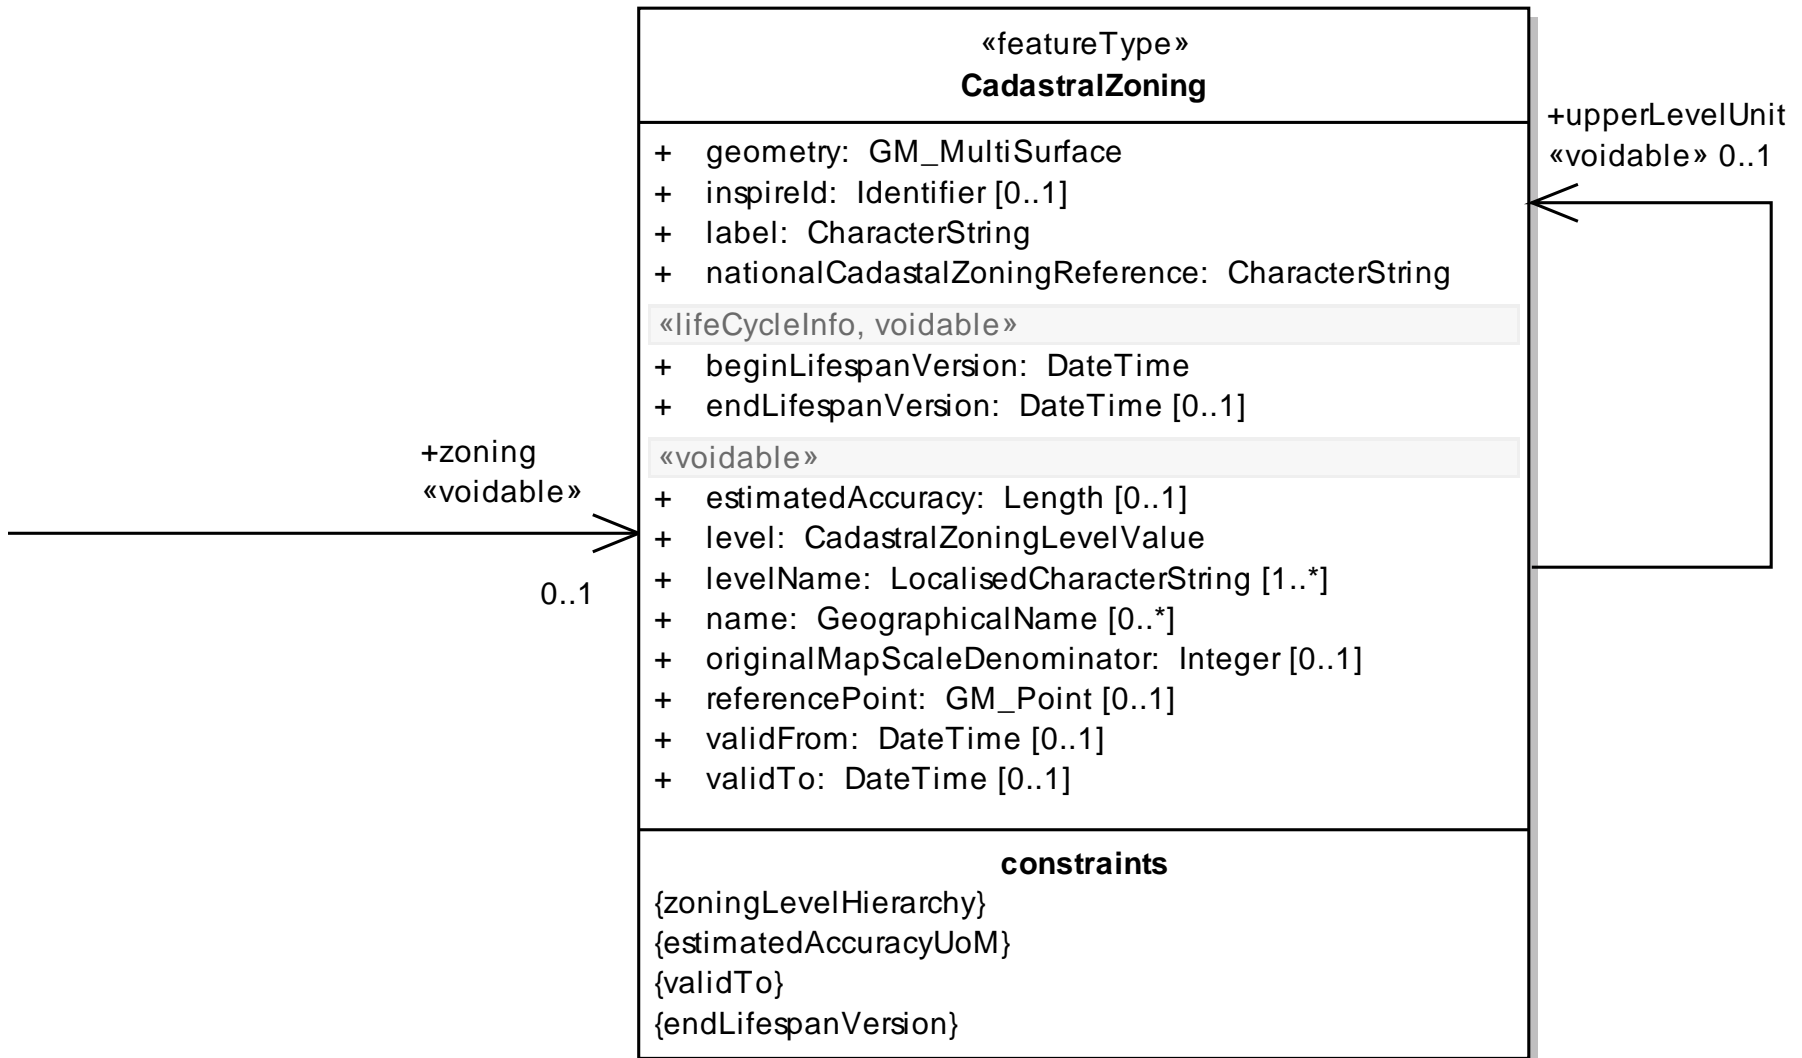 «featureType»
CadastralZoning
+ geometry: GM_MultiSurface
+ inspireId: Identifier [0..1]
+ label: CharacterString
+ nationalCadastalZoningReference: CharacterString
«lifeCycleInfo, voidable»
+ beginLifespanVersion: DateTime
+ endLifespanVersion: DateTime [0..1]
«voidable»
+ estimatedAccuracy: Length [0..1]
+ level: CadastralZoningLevelValue
+ levelName: LocalisedCharacterString [1..*]
+ name: GeographicalName [0..*]
+ originalMapScaleDenominator: Integer [0..1]
+ referencePoint: GM_Point [0..1]
+ validFrom: DateTime [0..1]
+ validTo: DateTime [0..1]
constraints
{zoningLevelHierarchy}
{estimatedAccuracyUoM}
{validTo}
{endLifespanVersion}
+upperLevelUnit
«voidable» 0..1
+zoning
«voidable»
0..1